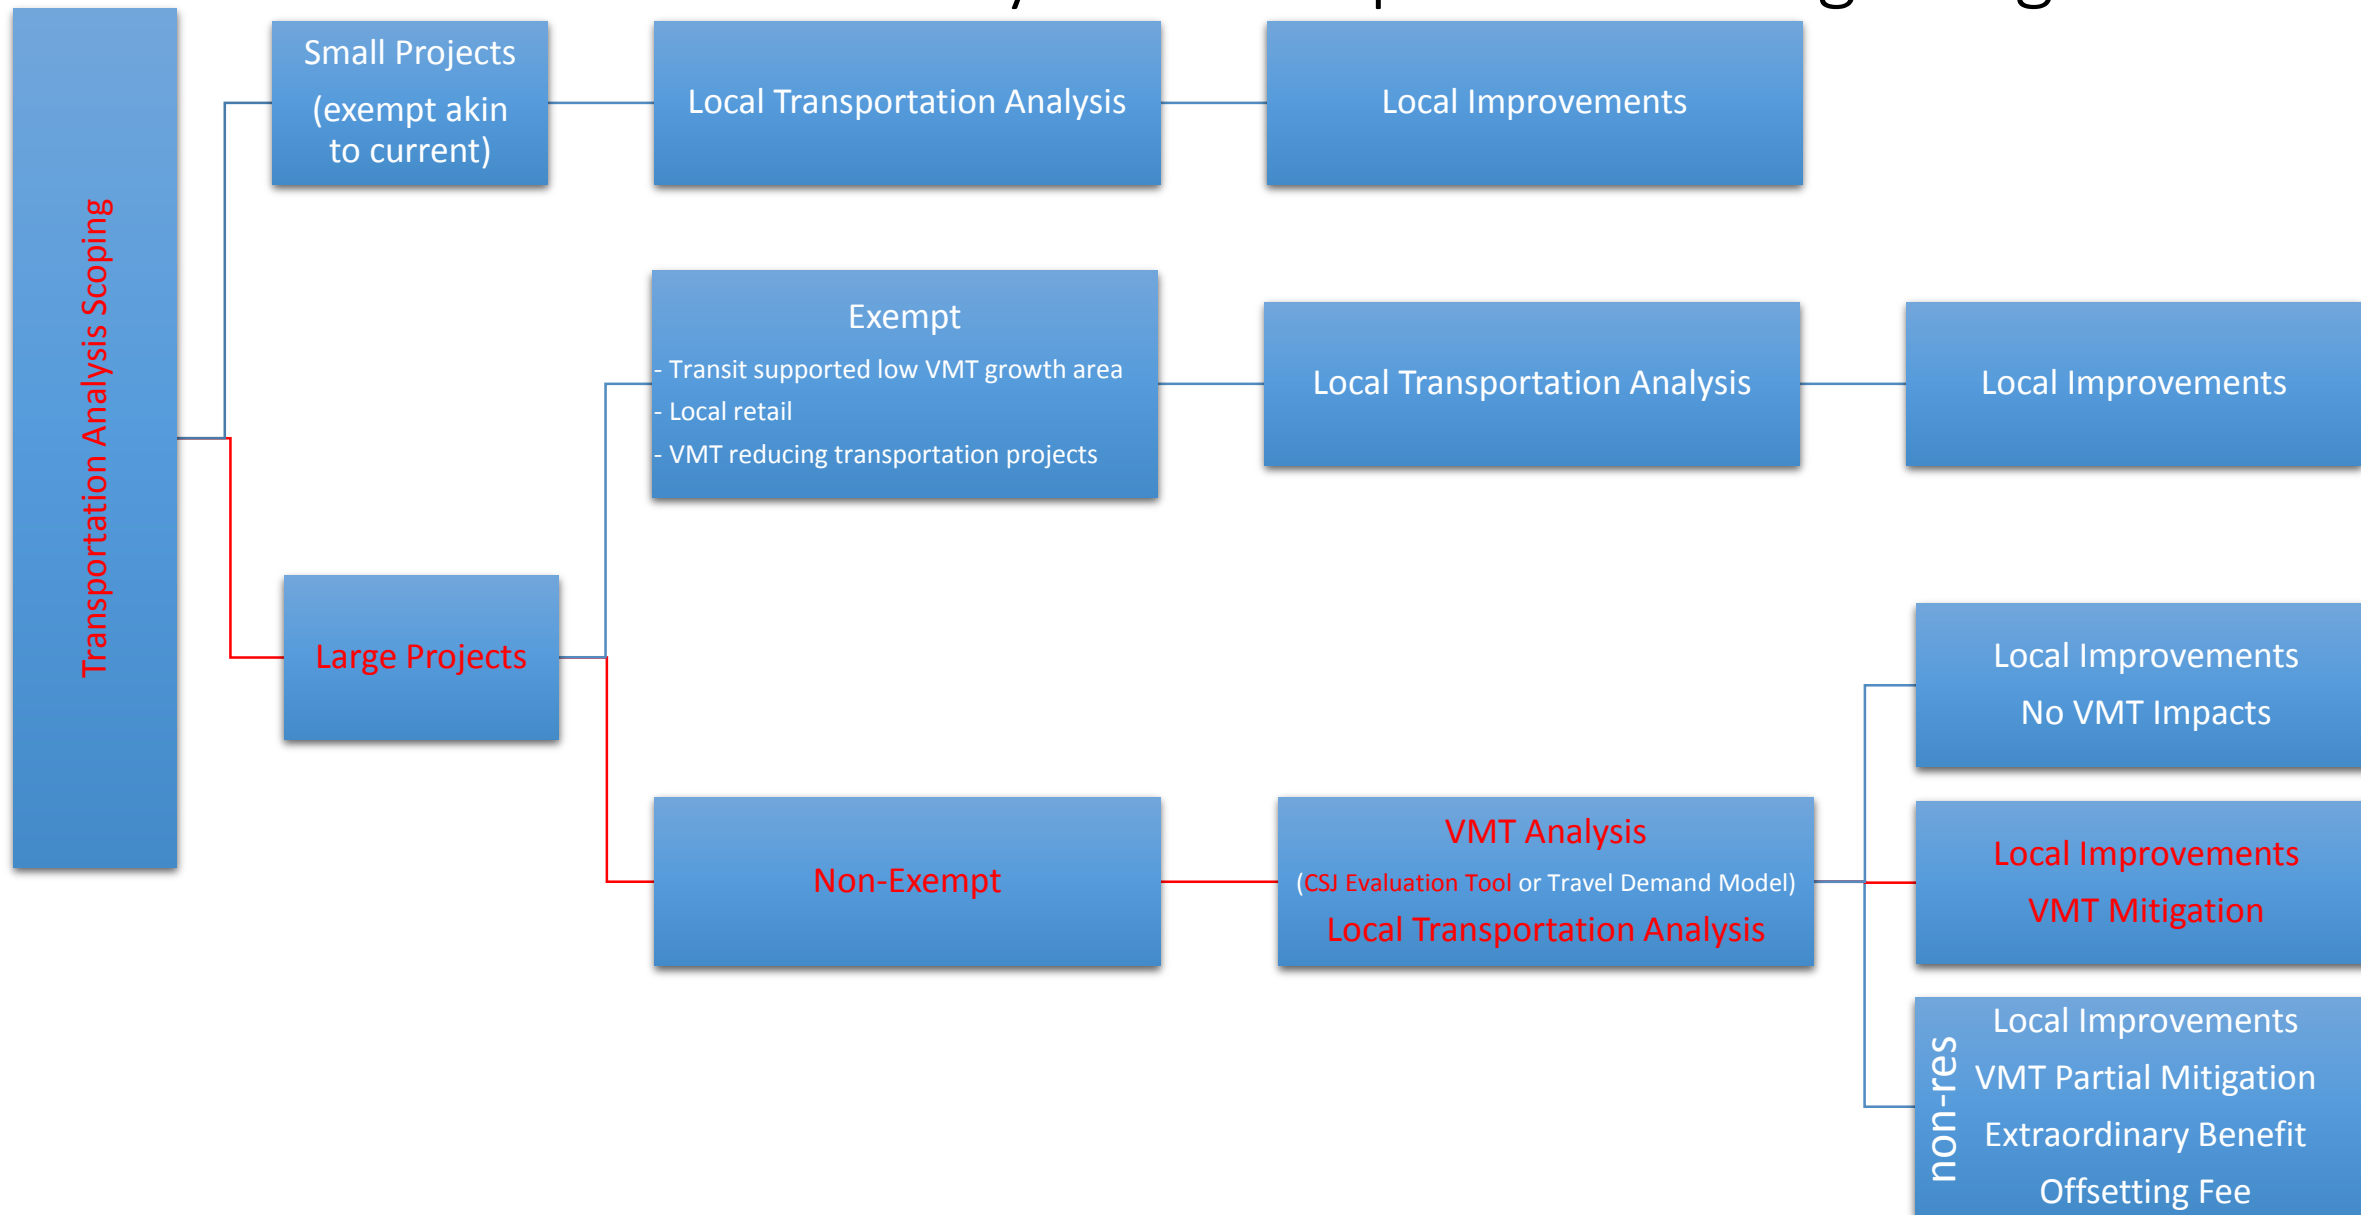 Transportation Analysis Scoping
Small Projects
(exempt akin
to current)
Local Transportation Analysis
Local Improvements
Exempt
- Transit supported low VMT growth area
- Local retail
- VMT reducing transportation projects
Local Transportation Analysis
Local Improvements
Large Projects
Non-Exempt
VMT Analysis
(CSJ Evaluation Tool or Travel Demand Model)
Local Transportation Analysis
Local Improvements
No VMT Impacts
Local Improvements
VMT Mitigation
non-res
Local Improvements
VMT Partial Mitigation
Extraordinary Benefit
Offsetting Fee